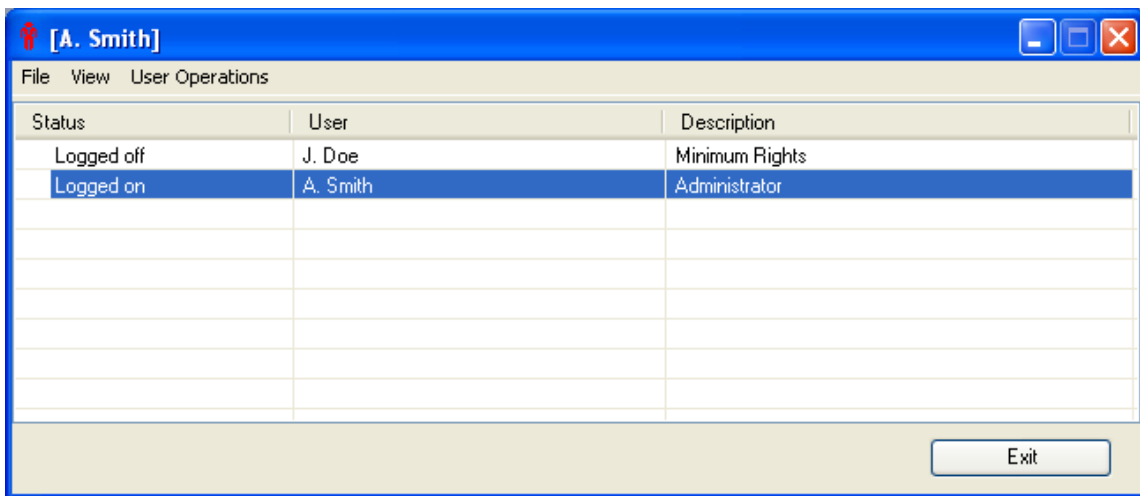 [A. Smith]
File View User Operations
Status User Description
Logged off J. Doe Minimum Rights
Logged on A. Smith Administrator
Exit